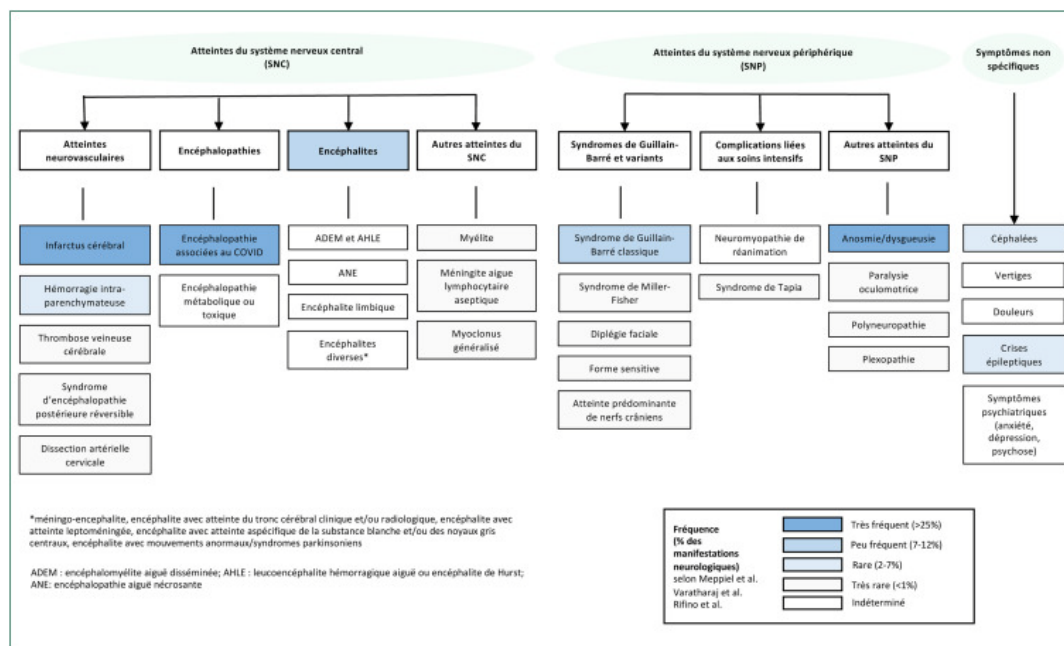 Atteintes du système nerveux central
(SNC)
Atteintes du système nerveux périphérique
(SNP)
Symptômes non
spécifiques
Atteintes
neurovasculaires
Encéphalopathies
Encéphalites
Autres atteintes du
SNC
Syndromes de Guillain-
Barré et variants
Complications liées
aux soins intensifs
Autres atteintes du
SNP
Infarctus cérébral
Hémorragie intra-
parenchymateuse
Thrombose veineuse
cérébrale
Syndrome
d'encéphalopathie
postérieure réversible
Dissection artérielle
cervicale
Encéphalopathie
associées au COVID
Encéphalopathie
métabolique ou
toxique
ADEM et AHLE
ANE
Encéphalite limbique
Encéphalites
diverses*
Myélite
Méningite aigue
lymphocytaire
aseptique
Myoclonus
généralisé
Syndrome de Guillain-
Barré classique
Syndrome de Miller-
Fisher
Diplégie faciale
Forme sensitive
Atteinte prédominante
de nerfs crâniens
Neuromyopathie de
réanimation
Syndrome de Tapia
Anosmie/dysgueusie
Paralysie
oculomotrice
Polyneuropathie
Plexopathie
Céphalées
Vertiges
Douleurs
Crises
épileptiques
Symptômes
psychiatriques
(anxiété,
dépression,
psychose)
*méningo-encephalite, encéphalite avec atteinte du tronc cérébral clinique et/ou radiologique, encéphalite avec
atteinte leptoméningée, encéphalite avec atteinte aspécifique de la substance blanche et/ou des noyaux gris
centraux, encéphalite avec mouvements anormaux/syndromes parkinsoniens
ADEM : encéphalomyélite aiguë disséminée; AHLE : leucoencéphalite hémorragique aiguë ou encéphalite de Hurst;
ANE: encéphalopathie aiguë nécrosante
Fréquence
(% des
manifestations
neurologiques)
selon Meppiel et al.
Varatharaj et al.
Rifino et al.
Très fréquent (>25%)
Peu fréquent (7-12%)
Rare (2-7%)
Très rare (<1%)
Indéterminé